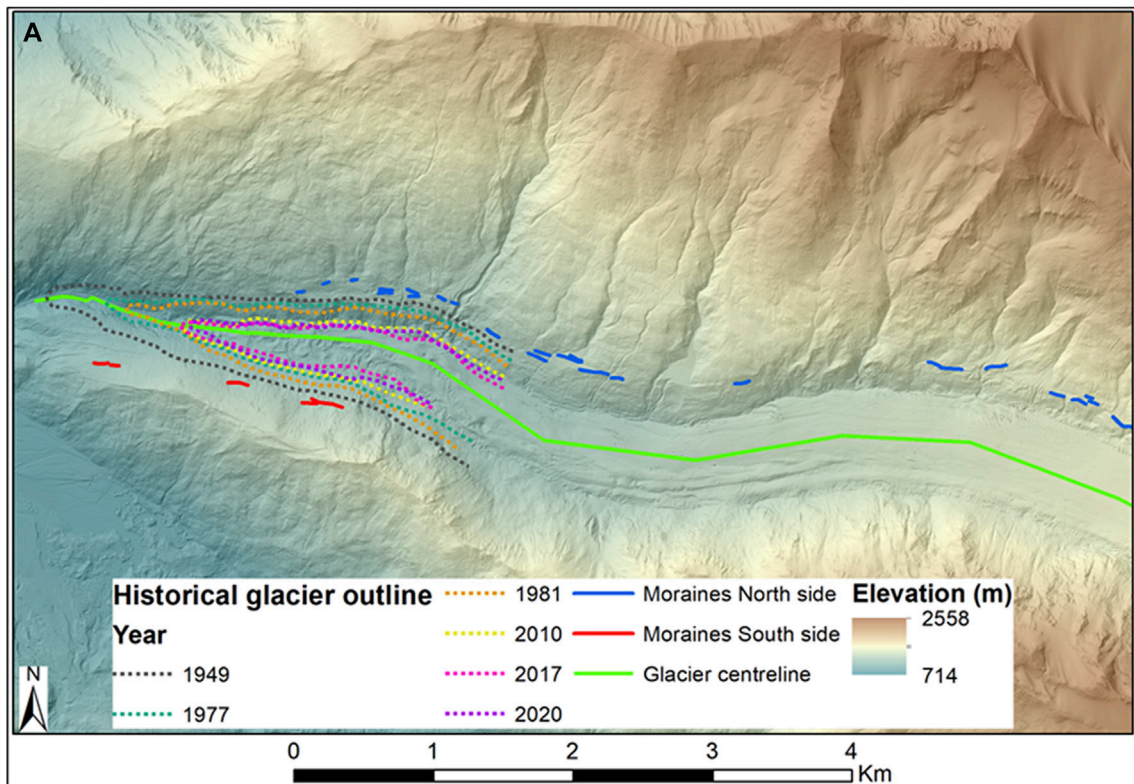 A
Historical glacier outline
Year
1949
1977
1981
2010
2017
2020
Moraines North side
Moraines South side
Glacier centreline
Elevation (m)
2558
714
N
0 1 2 3 4
Km